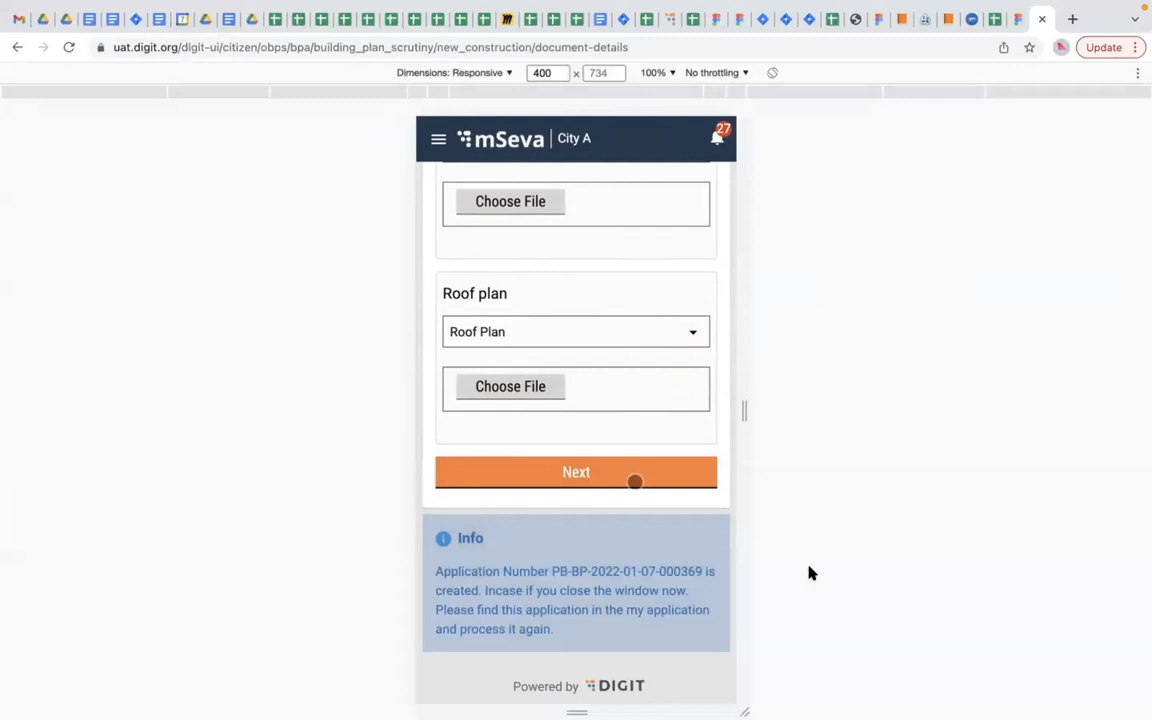 uat.digit.org/digit-ui/citizen/obps/bpa/building_plan_scrutiny/new_construction/document-details
Update
Dimensions: Responsive
400 × 734
100%
No throttling
mSeva | City A
27
Choose File
Roof plan
Roof Plan
Choose File
Next
Info
Application Number PB-BP-2022-01-07-000369 is
created. Incase if you close the window now.
Please find this application in the my application
and process it again.
Powered by DIGIT